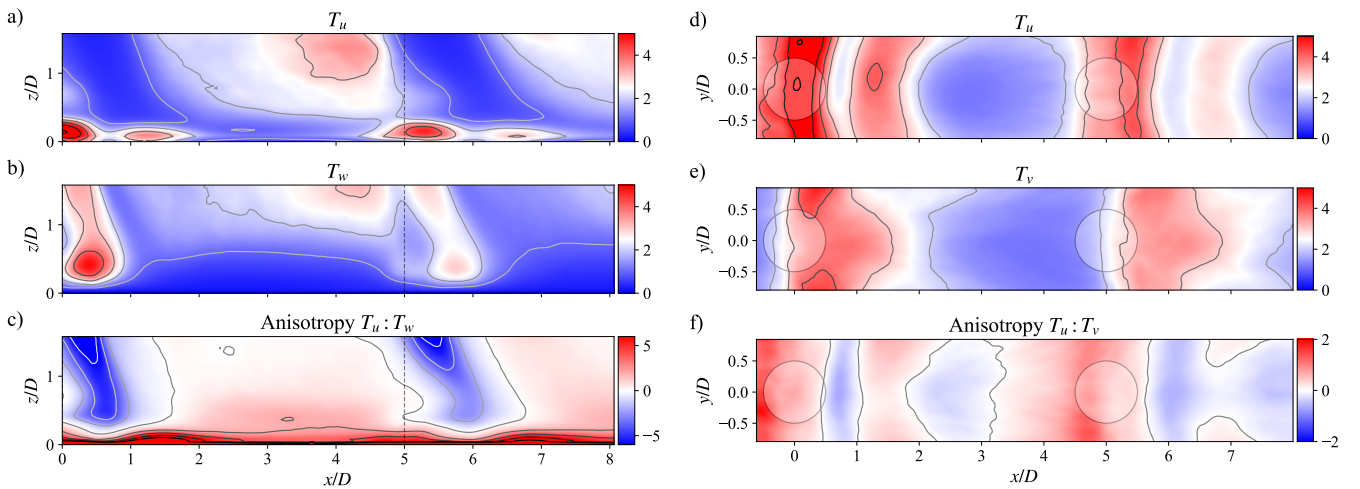 a)
T_u
z/D
1
0
4
2
0
b)
T_w
z/D
1
0
4
2
0
c)
Anisotropy T_u : T_w
z/D
1
0
5
0
−5
0 1 2 3 4 5 6 7 8
x/D
d)
T_u
y/D
0.5
0.0
−0.5
4
2
0
e)
T_v
y/D
0.5
0.0
−0.5
4
2
0
f)
Anisotropy T_u : T_v
y/D
0.5
0.0
−0.5
2
0
−2
0 1 2 3 4 5 6 7
x/D